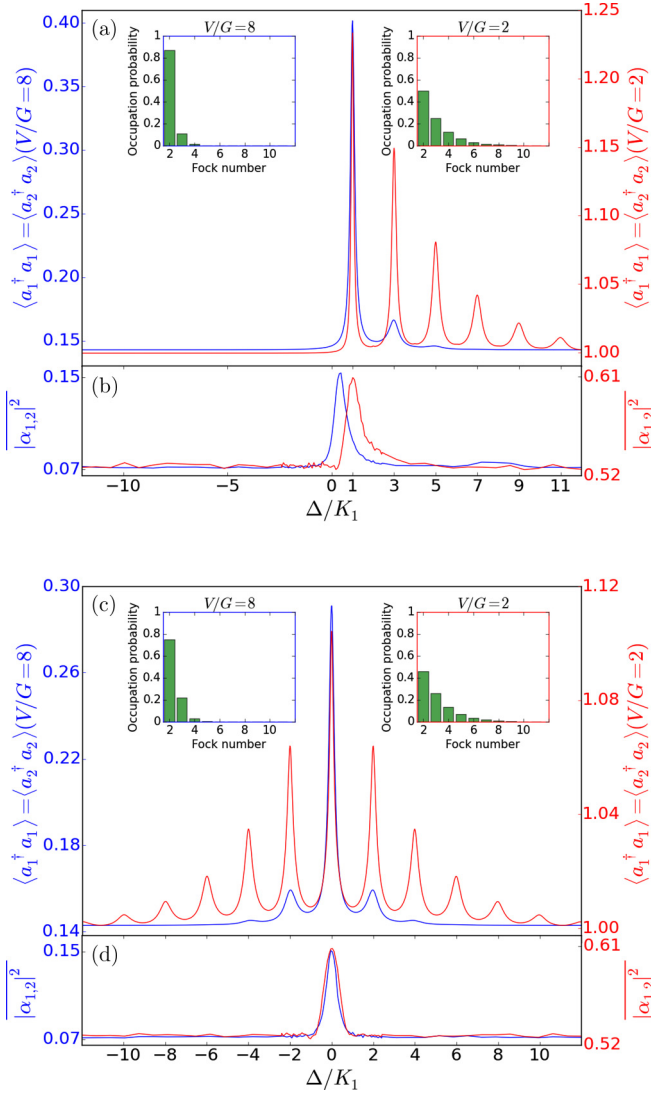 (a)
⟨a₁† a₁⟩=⟨a₂† a₂⟩(V/G=8)
0.40
0.35
0.30
0.25
0.20
0.15
V/G=8
Occupation probability
1
0.8
0.6
0.4
0.2
0
2 4 6 8 10
Fock number
V/G=2
Occupation probability
1
0.8
0.6
0.4
0.2
0
2 4 6 8 10
Fock number
1.25
1.20
1.15
1.10
1.05
1.00
⟨a₁† a₁⟩=⟨a₂† a₂⟩(V/G=2)
(b)
|α₁,₂|²
0.15
0.07
0.61
0.52
|α₁,₂|²
−10 −5 0 1 3 5 7 9 11
Δ/K₁
(c)
⟨a₁† a₁⟩=⟨a₂† a₂⟩(V/G=8)
0.30
0.26
0.22
0.18
0.14
V/G=8
Occupation probability
1
0.8
0.6
0.4
0.2
0
2 4 6 8 10
Fock number
V/G=2
Occupation probability
1
0.8
0.6
0.4
0.2
0
2 4 6 8 10
Fock number
1.12
1.08
1.04
1.00
⟨a₁† a₁⟩=⟨a₂† a₂⟩(V/G=2)
(d)
|α₁,₂|²
0.15
0.07
0.61
0.52
|α₁,₂|²
−10 −8 −6 −4 −2 0 2 4 6 8 10
Δ/K₁